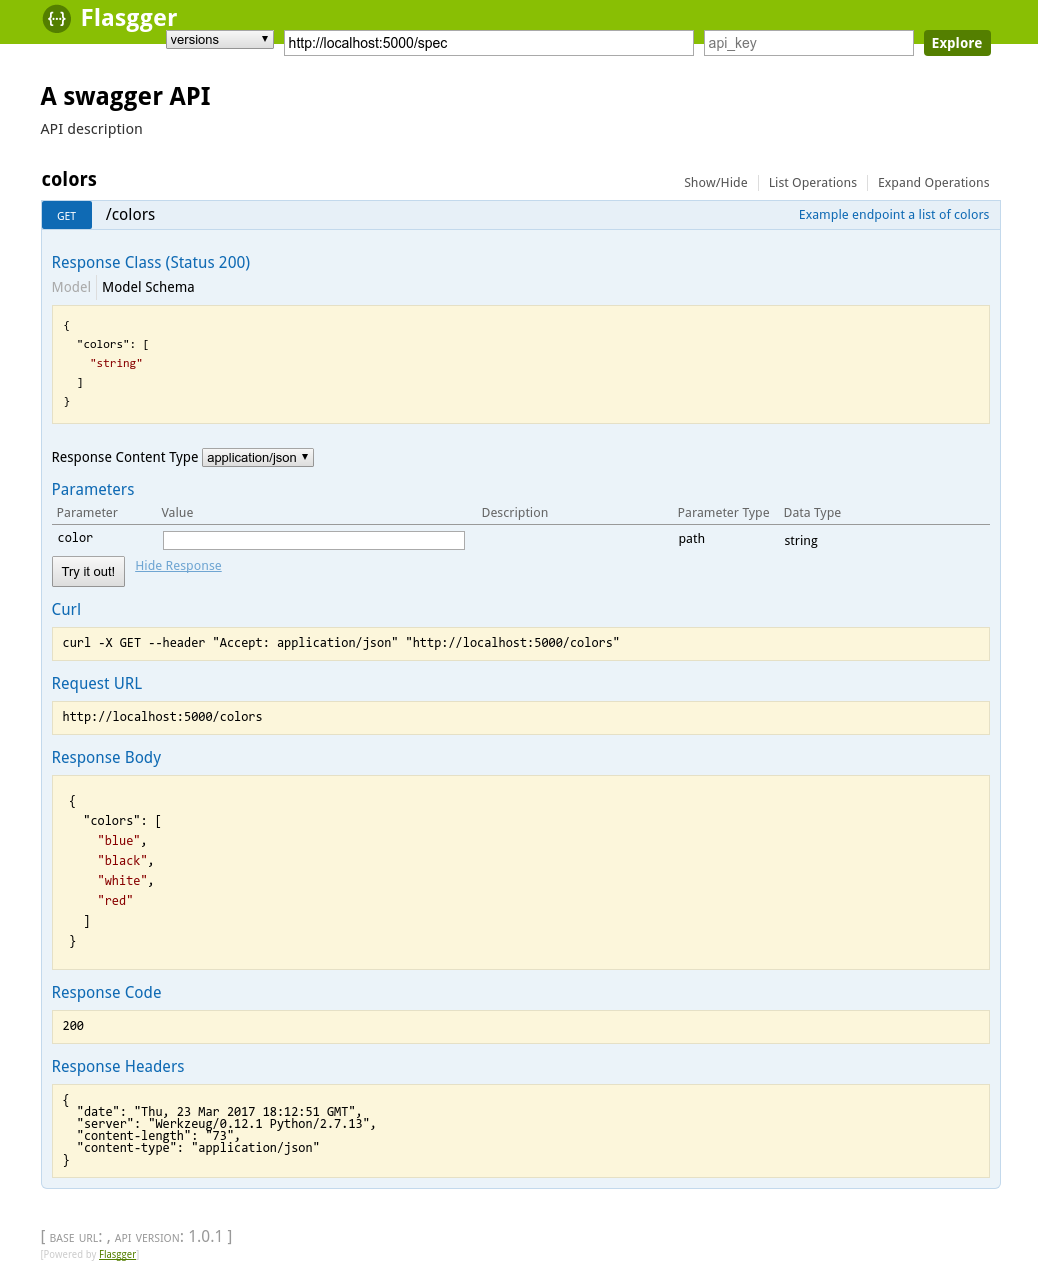 Flasgger
versions http://localhost:5000/spec api_key Explore
A swagger API
API description
colors Show/Hide List Operations Expand Operations
GET /colors Example endpoint a list of colors
Response Class (Status 200)
Model Model Schema
{
"colors": [
"string"
]
}
Response Content Type application/json
Parameters
Parameter Value Description Parameter Type Data Type
color path string
Try it out! Hide Response
Curl
curl -X GET --header "Accept: application/json" "http://localhost:5000/colors"
Request URL
http://localhost:5000/colors
Response Body
{
"colors": [
"blue",
"black",
"white",
"red"
]
}
Response Code
200
Response Headers
{
"date": "Thu, 23 Mar 2017 18:12:51 GMT",
"server": "Werkzeug/0.12.1 Python/2.7.13",
"content-length": "73",
"content-type": "application/json"
}
[ BASE URL: , API VERSION: 1.0.1 ]
[Powered by Flasgger]